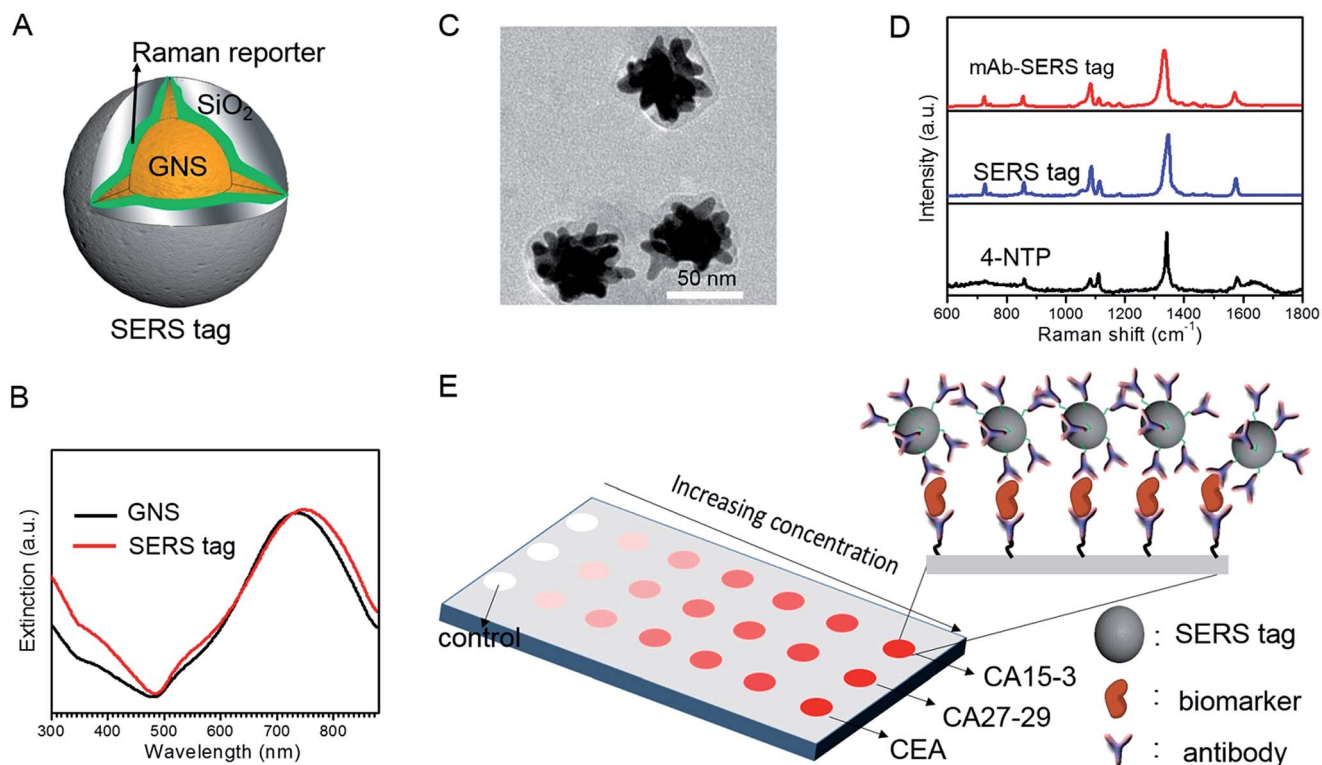 A
Raman reporter
SiO₂
GNS
SERS tag
B
Extinction (a.u.)
GNS
SERS tag
300 400 500 600 700 800
Wavelength (nm)
C
50 nm
D
Intensity (a.u.)
mAb-SERS tag
SERS tag
4-NTP
600 800 1000 1200 1400 1600 1800
Raman shift (cm⁻¹)
E
Increasing concentration
control
CA15-3
CA27-29
CEA
: SERS tag
: biomarker
: antibody